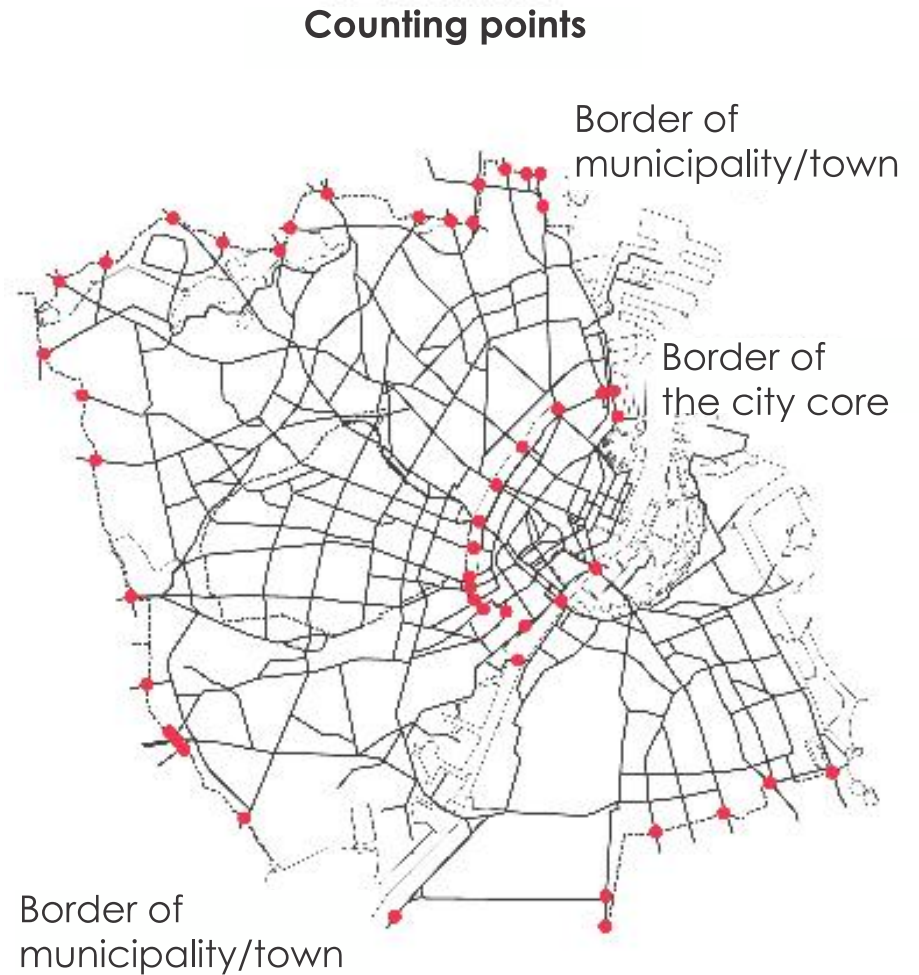 Counting points
Border of
municipality/town
Border of
the city core
Border of
municipality/town